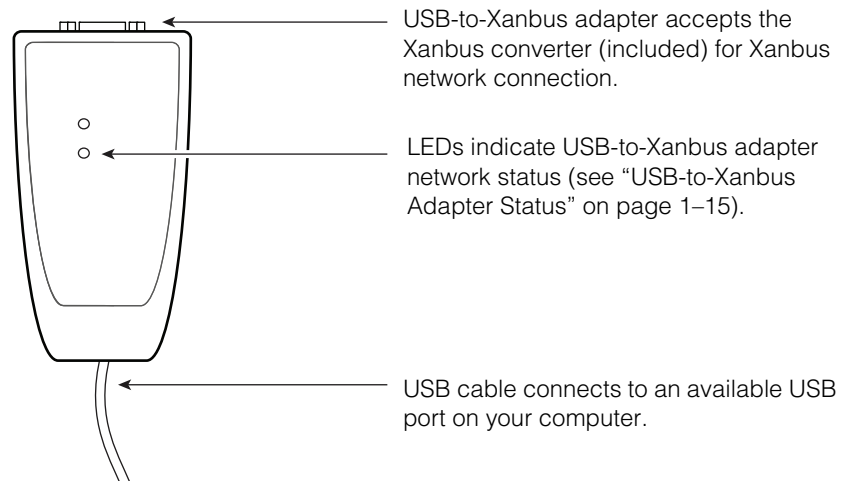 USB-to-Xanbus adapter accepts the
Xanbus converter (included) for Xanbus
network connection.
LEDs indicate USB-to-Xanbus adapter
network status (see “USB-to-Xanbus
Adapter Status” on page 1–15).
USB cable connects to an available USB
port on your computer.